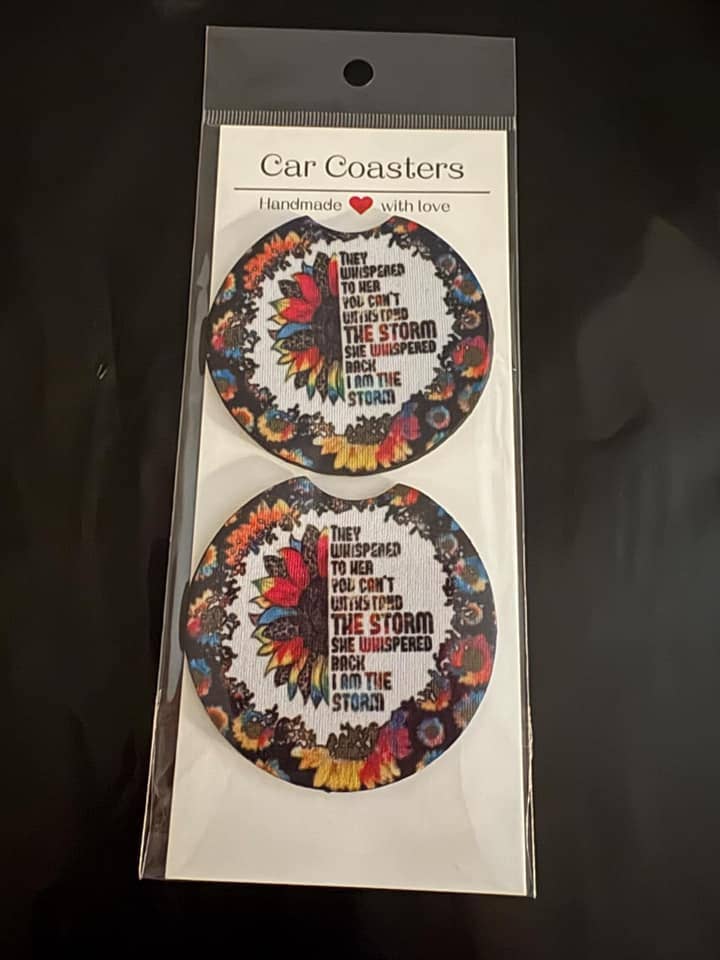 Car Coasters
Handmade ❤ with love
THEY
WHISPERED
TO HER
YOU CAN'T
WITHSTAND
THE STORM
SHE WHISPERED
BACK
I AM THE
STORM
THEY
WHISPERED
TO HER
YOU CAN'T
WITHSTAND
THE STORM
SHE WHISPERED
BACK
I AM THE
STORM